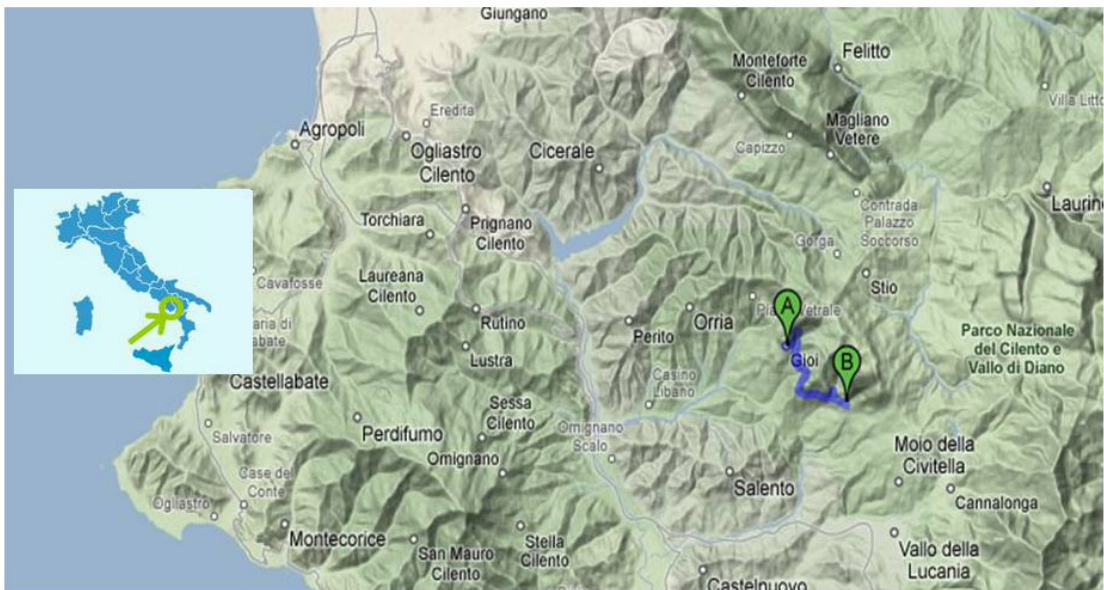 Giungano
Felitto
Monteforte
Cilento
Villa Litto
Eredita
Agropoli
Magliano
Vetere
Ogliastro
Cilento
Capizzo
Cicerale
Laurino
Contrada
Palazzo
Soccorso
Torchiara
Prignano
Cilento
Gorga
Cavafosse
Laureana
Cilento
Stio
A
Orria
Rutino
Perito
Parco Nazionale
del Cilento e
Vallo di Diano
Gioi
Lustra
B
Casino
Libano
Castellabate
Sessa
Cilento
Salvatore
Perdifumo
Omignano
Scalo
Moio della
Civitella
Omignano
Case del
Conte
Salento
Cannalonga
Ogliastro
Montecorice
Stella
Cilento
San Mauro
Cilento
Vallo della
Lucania
Castelnuovo